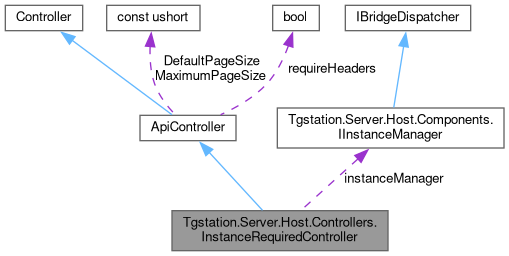 Controller
const ushort
bool
IBridgeDispatcher
DefaultPageSize
MaximumPageSize
requireHeaders
ApiController
Tgstation.Server.Host.Components.
IInstanceManager
instanceManager
Tgstation.Server.Host.Controllers.
InstanceRequiredController